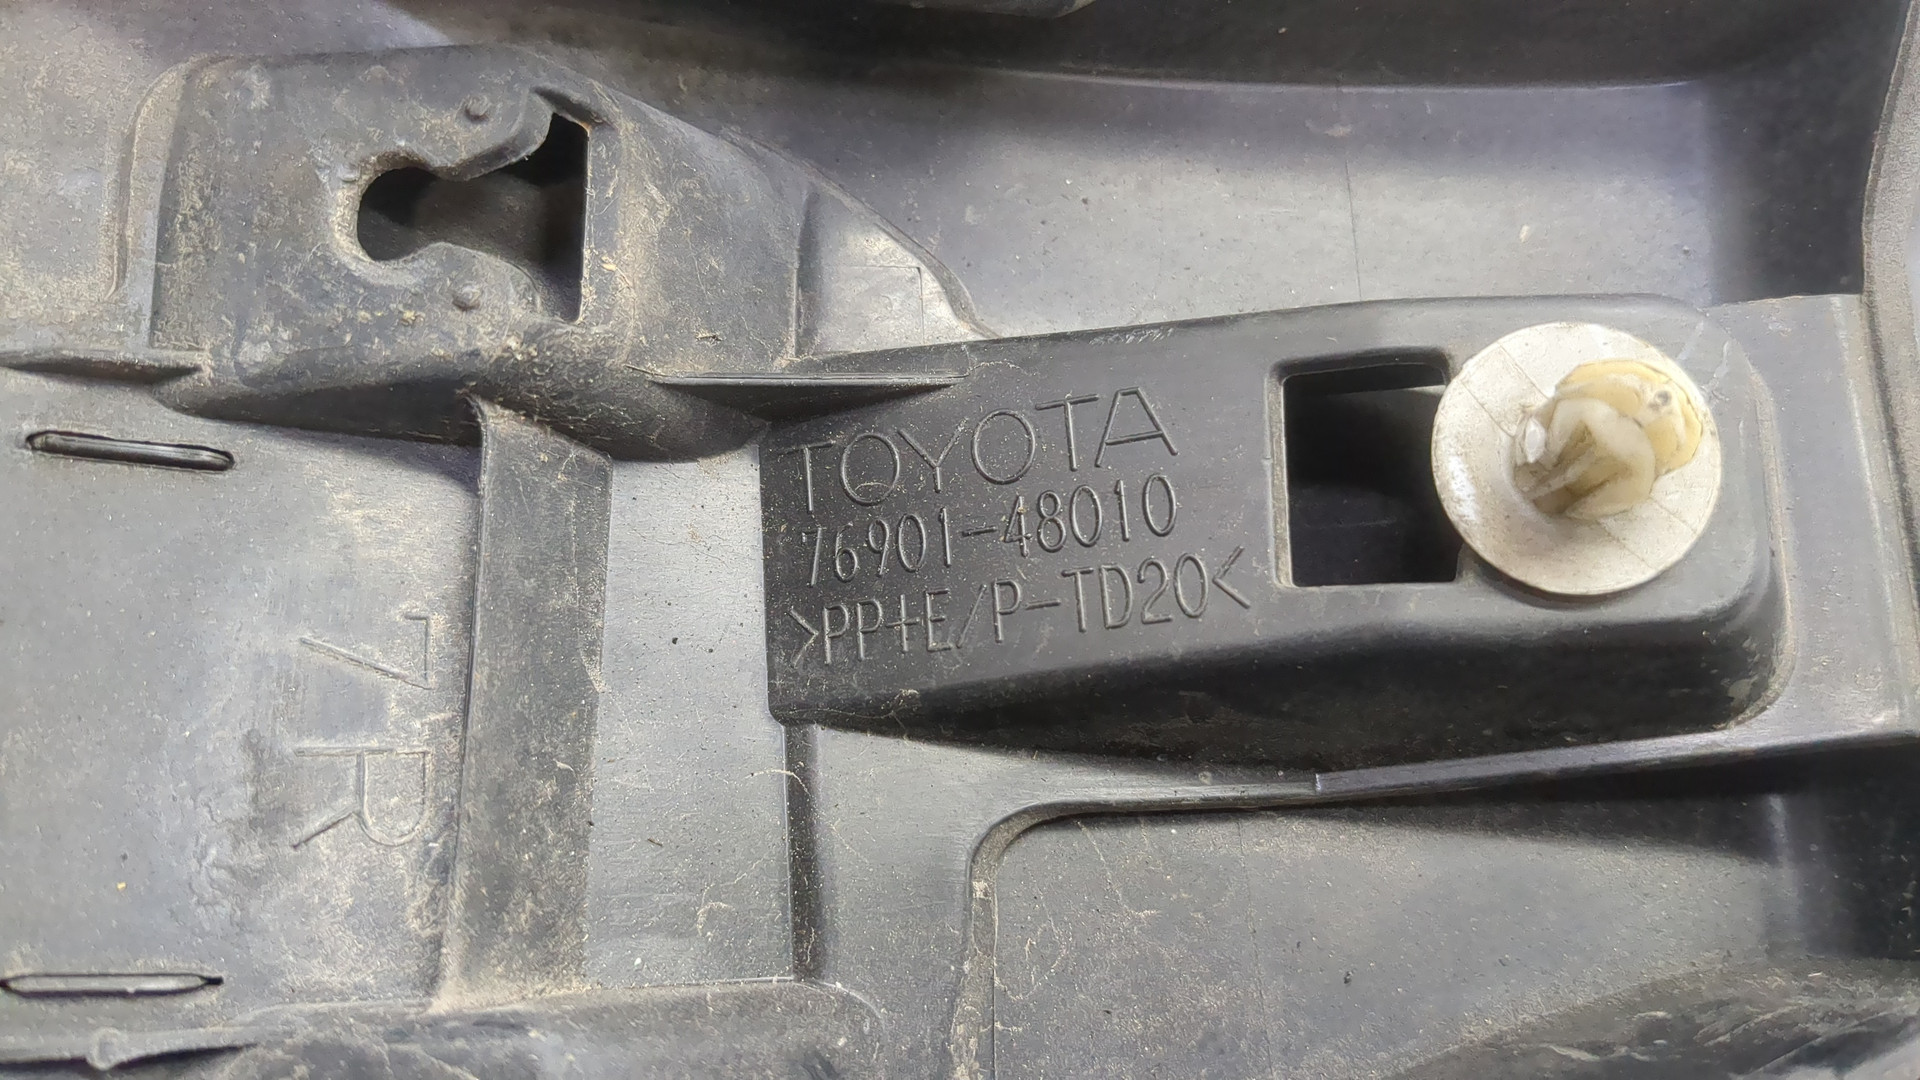 TOYOTA
76901-48010
>PP+E/P-TD20<
7R